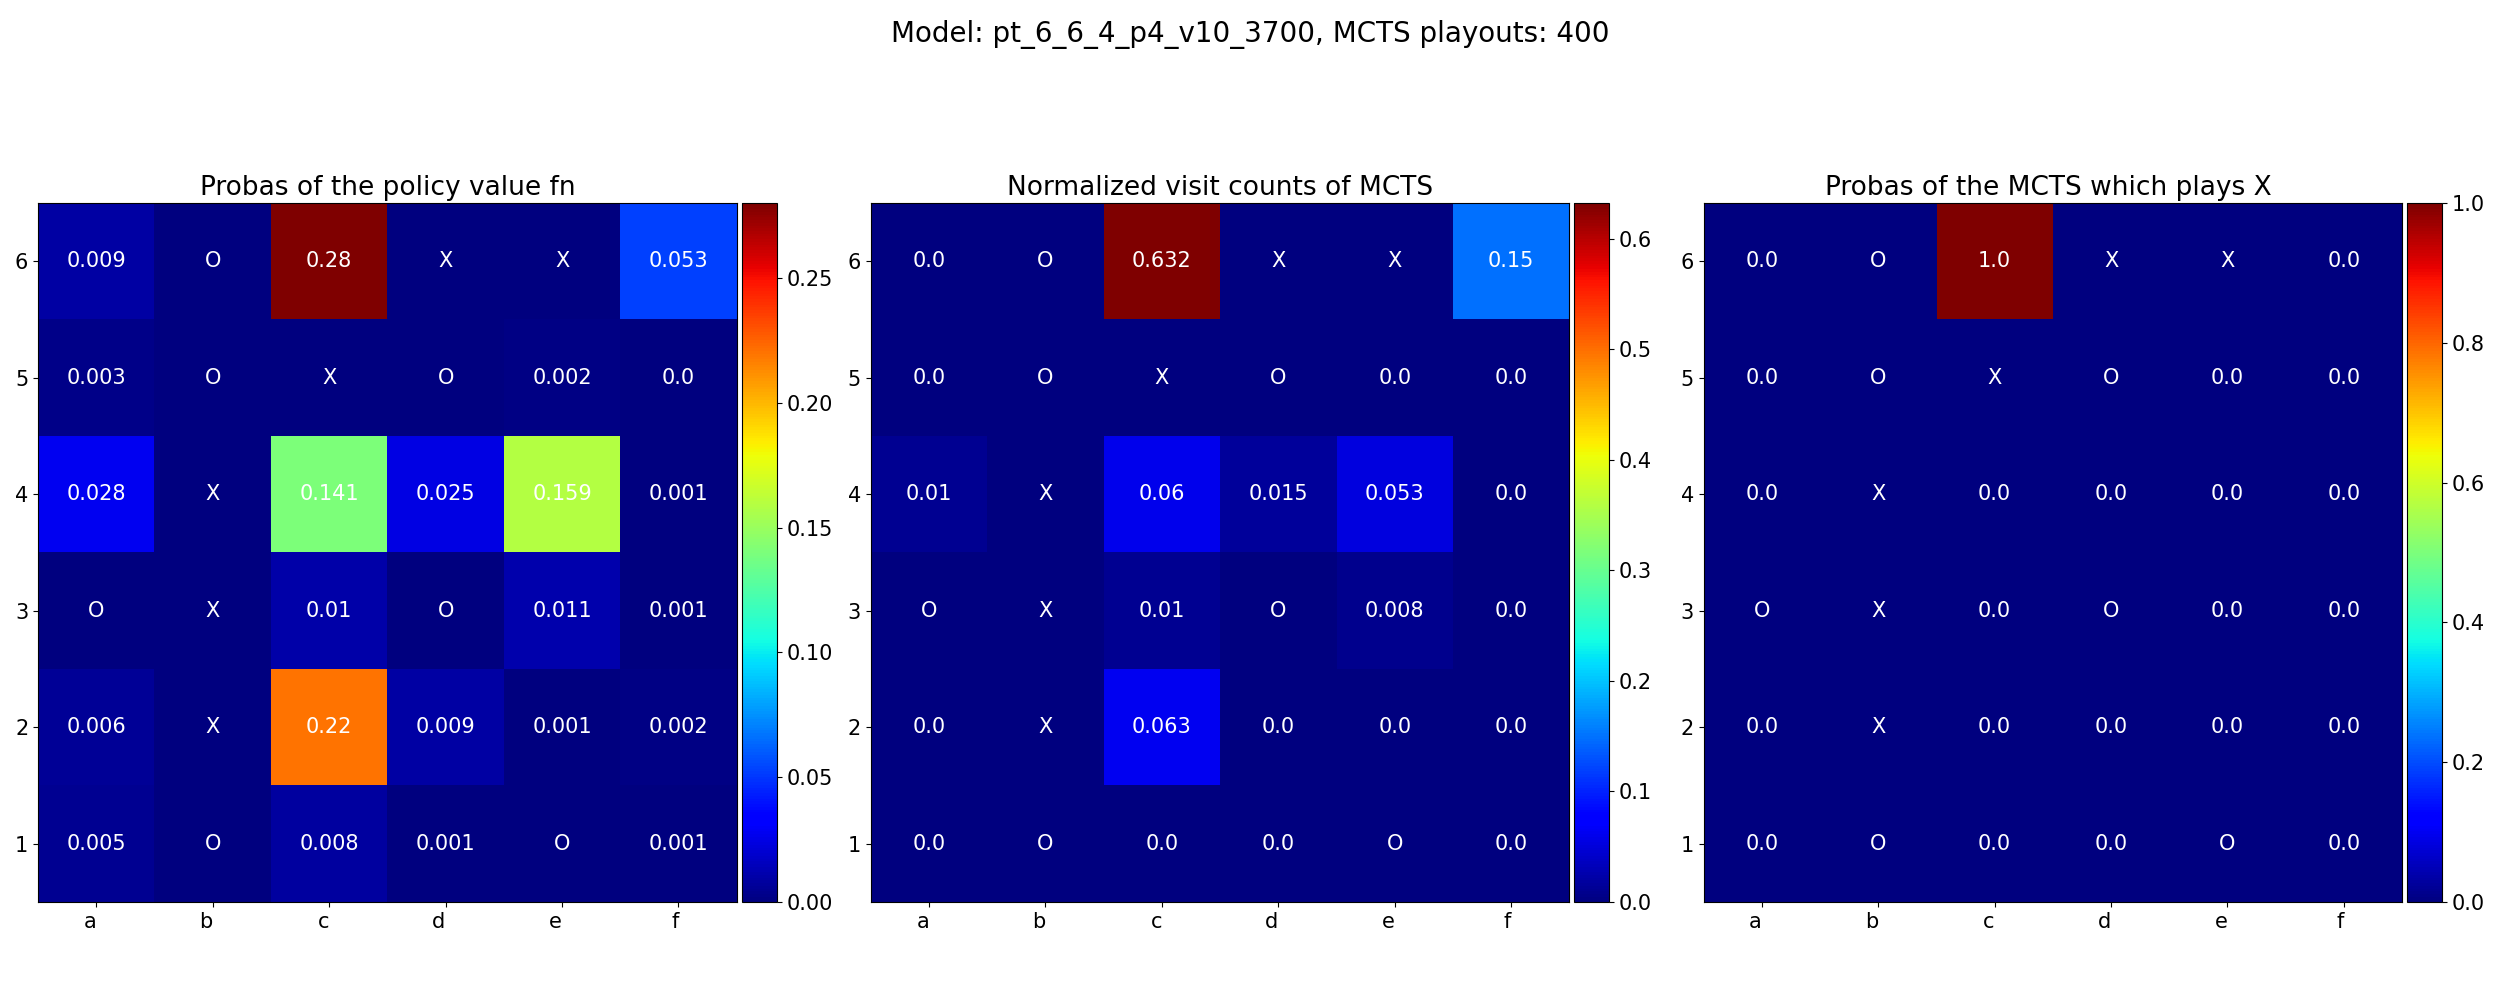 Model: pt_6_6_4_p4_v10_3700, MCTS playouts: 400
Probas of the policy value fn
6 0.009 O 0.28 X X 0.053
5 0.003 O X O 0.002 0.0
4 0.028 X 0.141 0.025 0.159 0.001
3 O X 0.01 O 0.011 0.001
2 0.006 X 0.22 0.009 0.001 0.002
1 0.005 O 0.008 0.001 O 0.001
a b c d e f
0.25
0.20
0.15
0.10
0.05
0.00
Normalized visit counts of MCTS
6 0.0 O 0.632 X X 0.15
5 0.0 O X O 0.0 0.0
4 0.01 X 0.06 0.015 0.053 0.0
3 O X 0.01 O 0.008 0.0
2 0.0 X 0.063 0.0 0.0 0.0
1 0.0 O 0.0 0.0 O 0.0
a b c d e f
0.6
0.5
0.4
0.3
0.2
0.1
0.0
Probas of the MCTS which plays X
6 0.0 O 1.0 X X 0.0
5 0.0 O X O 0.0 0.0
4 0.0 X 0.0 0.0 0.0 0.0
3 O X 0.0 O 0.0 0.0
2 0.0 X 0.0 0.0 0.0 0.0
1 0.0 O 0.0 0.0 O 0.0
a b c d e f
1.0
0.8
0.6
0.4
0.2
0.0